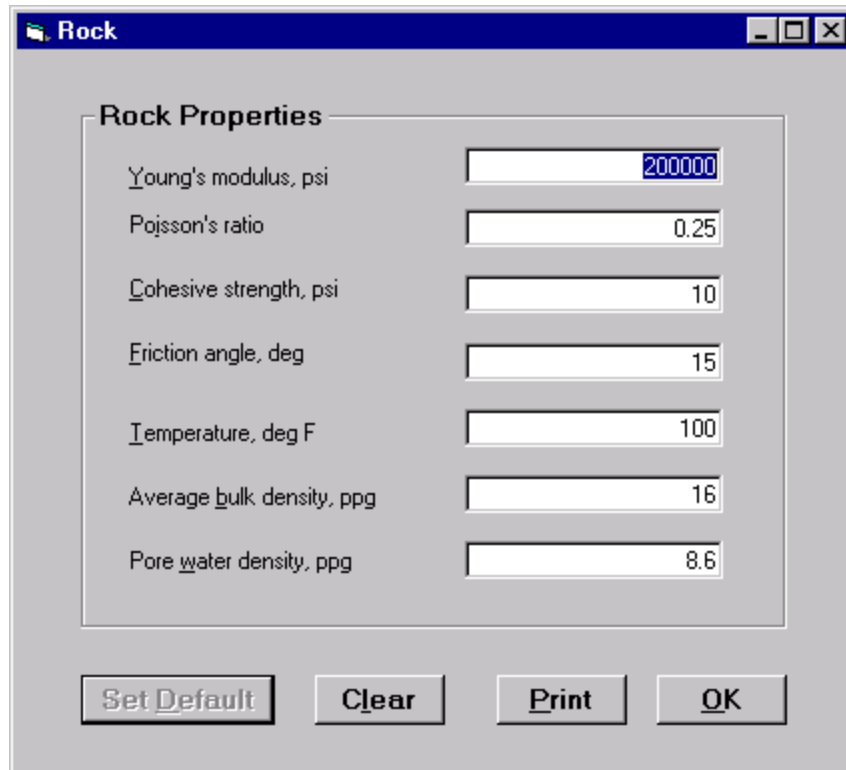 Rock
Rock Properties
Young's modulus, psi 200000
Poisson's ratio 0.25
Cohesive strength, psi 10
Friction angle, deg 15
Temperature, deg F 100
Average bulk density, ppg 16
Pore water density, ppg 8.6
Set Default Clear Print OK